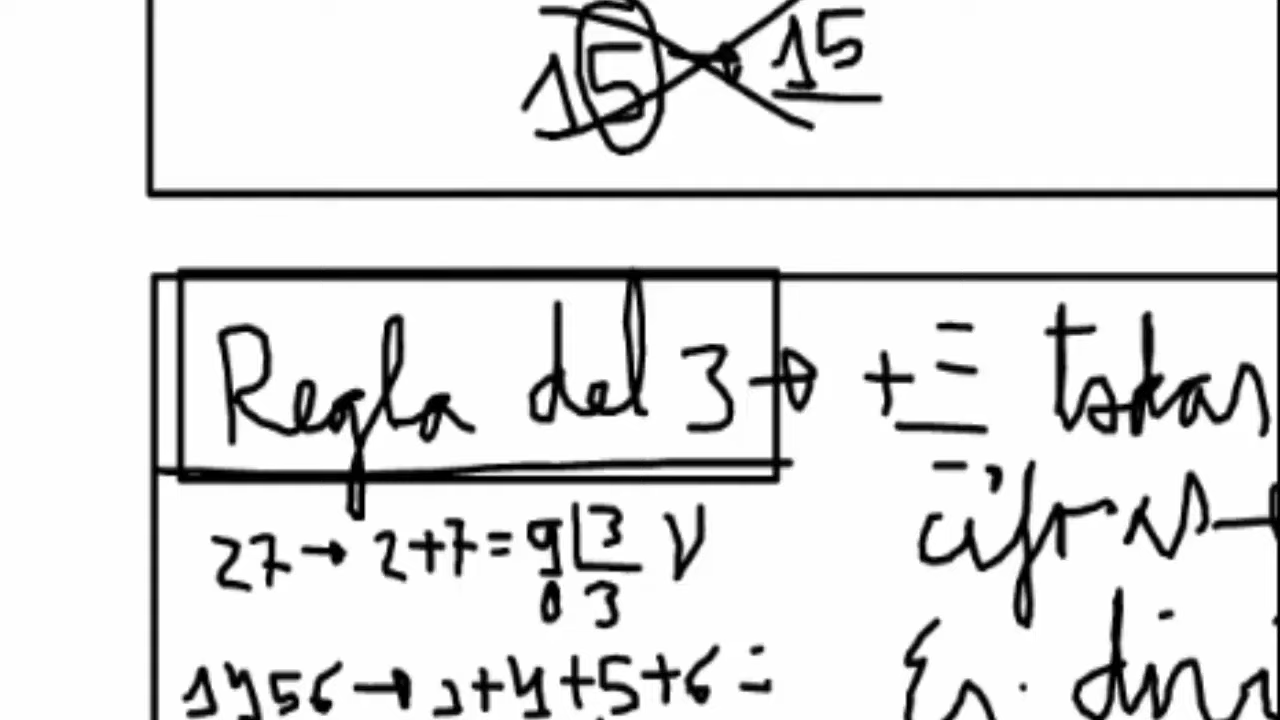 15 → 15
Regla del 3 → + = todas
27 → 2+7= 9 3 V
cifras
0 3
1456 → 1+4+5+6 =